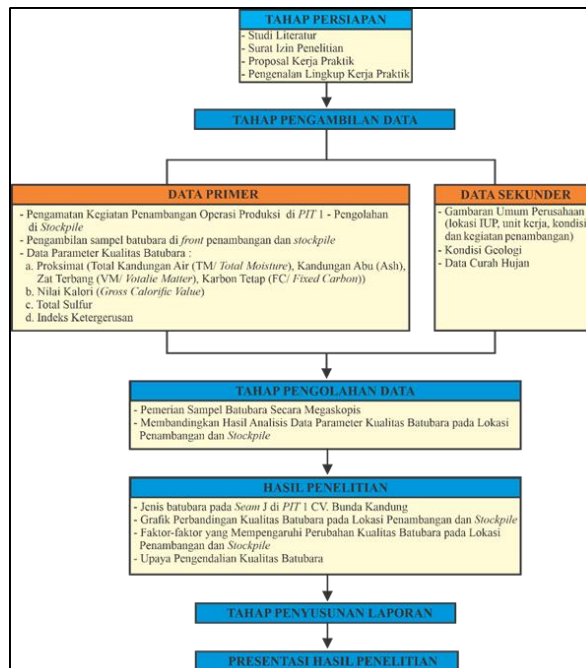 TAHAP PERSIAPAN
- Studi Literatur
- Surat Izin Penelitian
- Proposal Kerja Praktik
- Pengenalan Lingkup Kerja Praktik
TAHAP PENGAMBILAN DATA
DATA PRIMER
- Pengamatan Kegiatan Penambangan Operasi Produksi di PIT 1 - Pengolahan
di Stockpile
- Pengambilan sampel batubara di front penambangan dan stockpile
- Data Parameter Kualitas Batubara :
a. Proksimat (Total Kandungan Air (TM/ Total Moisture), Kandungan Abu (Ash),
Zat Terbang (VM/ Votalie Matter), Karbon Tetap (FC/ Fixed Carbon))
b. Nilai Kalori (Gross Calorific Value)
c. Total Sulfur
d. Indeks Ketergerusan
DATA SEKUNDER
- Gambaran Umum Perusahaan
(lokasi IUP, unit kerja, kondisi
dan kegiatan penambangan)
- Kondisi Geologi
- Data Curah Hujan
TAHAP PENGOLAHAN DATA
- Pemerian Sampel Batubara Secara Megaskopis
- Membandingkan Hasil Analisis Data Parameter Kualitas Batubara pada Lokasi
Penambangan dan Stockpile
HASIL PENELITIAN
- Jenis batubara pada Seam J di PIT 1 CV. Bunda Kandung
- Grafik Perbandingan Kualitas Batubara pada Lokasi Penambangan dan Stockpile
- Faktor-faktor yang Mempengaruhi Perubahan Kualitas Batubara pada Lokasi
Penambangan dan Stockpile
- Upaya Pengendalian Kualitas Batubara
TAHAP PENYUSUNAN LAPORAN
PRESENTASI HASIL PENELITIAN